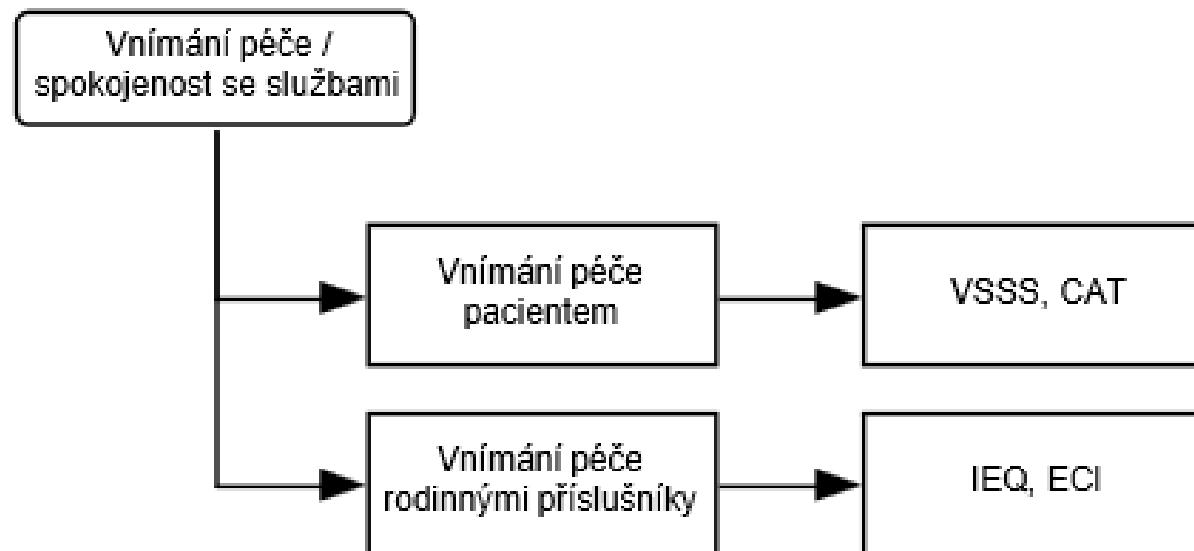 Vnímání péče /
spokojenost se službami
Vnímání péče
pacientem
VSSS, CAT
Vnímání péče
rodinnými příslušníky
IEQ, ECI